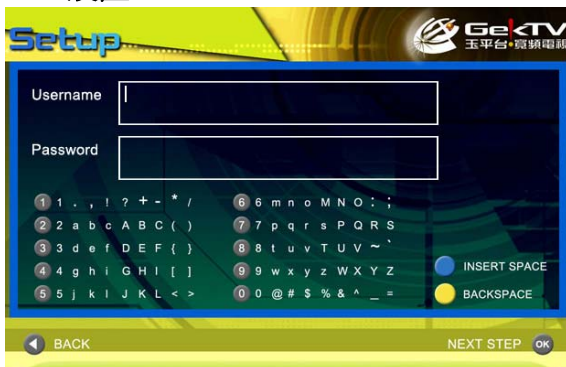 Setup
GekTV
玉平台•寬頻電視
Username
Password
1 1 . , ! ? + - * /
2 2 a b c A B C ( )
3 3 d e f D E F { }
4 4 g h i G H I [ ]
5 5 j k l J K L < >
6 6 m n o M N O : ;
7 7 p q r s P Q R S
8 8 t u v T U V ~ `
9 9 w x y z W X Y Z
0 0 @ # $ % & ^ _ =
INSERT SPACE
BACKSPACE
BACK
NEXT STEP OK